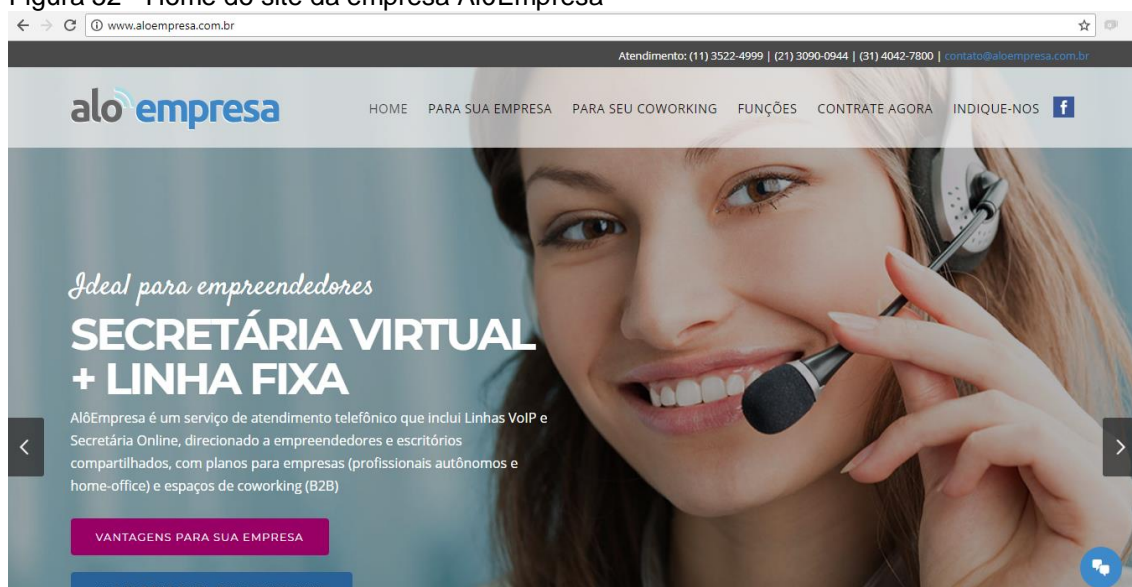 Figura 32 - Home do site da empresa AlôEmpresa
www.aloempresa.com.br
Atendimento: (11) 3522-4999 | (21) 3090-0944 | (31) 4042-7800 | contato@aloempresa.com.br
alo empresa
HOME PARA SUA EMPRESA PARA SEU COWORKING FUNÇÕES CONTRATE AGORA INDIQUE-NOS f
Ideal para empreendedores
SECRETÁRIA VIRTUAL
+ LINHA FIXA
AlôEmpresa é um serviço de atendimento telefônico que inclui Linhas VoIP e
Secretária Online, direcionado a empreendedores e escritórios
compartilhados, com planos para empresas (profissionais autônomos e
home-office) e espaços de coworking (B2B)
VANTAGENS PARA SUA EMPRESA